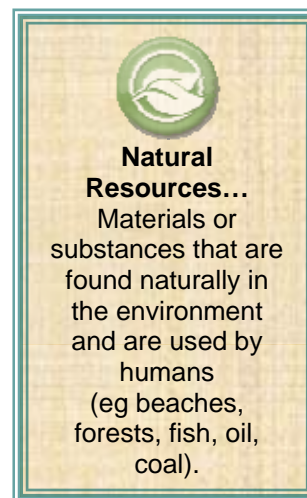 Natural
Resources…
Materials or
substances that are
found naturally in
the environment
and are used by
humans
(eg beaches,
forests, fish, oil,
coal).